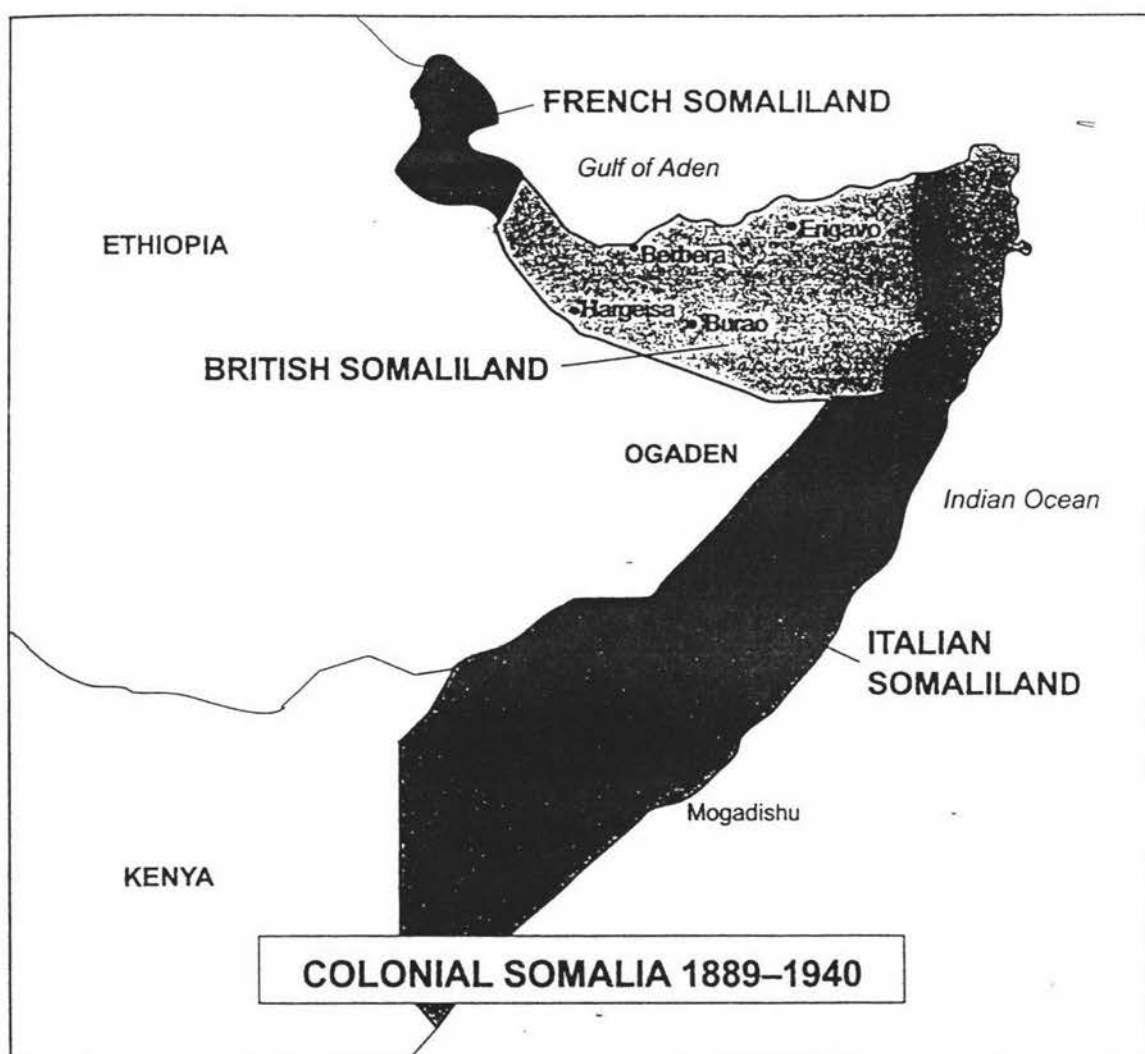 FRENCH SOMALILAND
Gulf of Aden
ETHIOPIA
Erigavo
Berbera
Hargeisa
Burao
BRITISH SOMALILAND
OGADEN
Indian Ocean
ITALIAN
SOMALILAND
Mogadishu
KENYA
COLONIAL SOMALIA 1889–1940